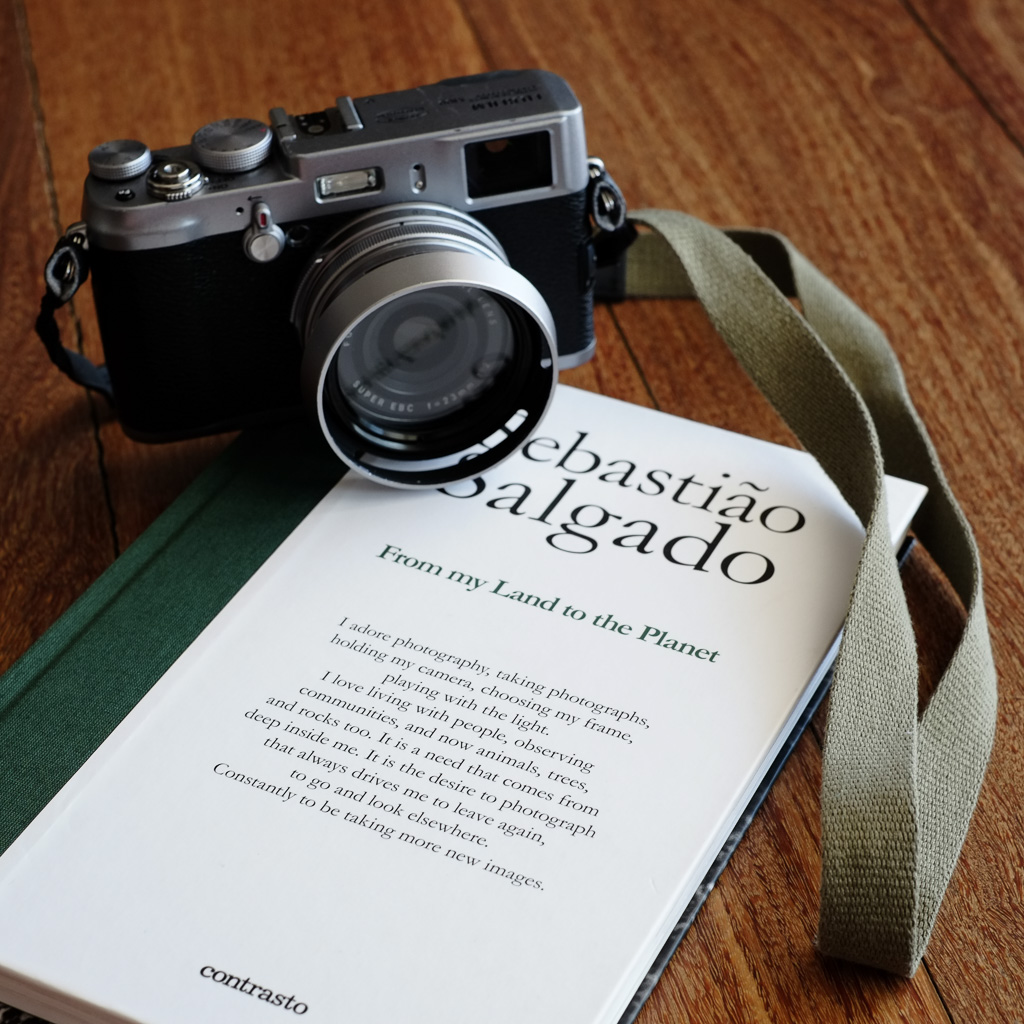 FUJIFILM
SUPER EBC f=23mm
ebastião
Salgado
From my Land to the Planet
I adore photography, taking photographs,
holding my camera, choosing my frame,
playing with the light.
I love living with people, observing
communities, and now animals, trees,
and rocks too. It is a need that comes from
deep inside me. It is the desire to photograph
that always drives me to leave again,
to go and look elsewhere.
Constantly to be taking more new images.
contrasto